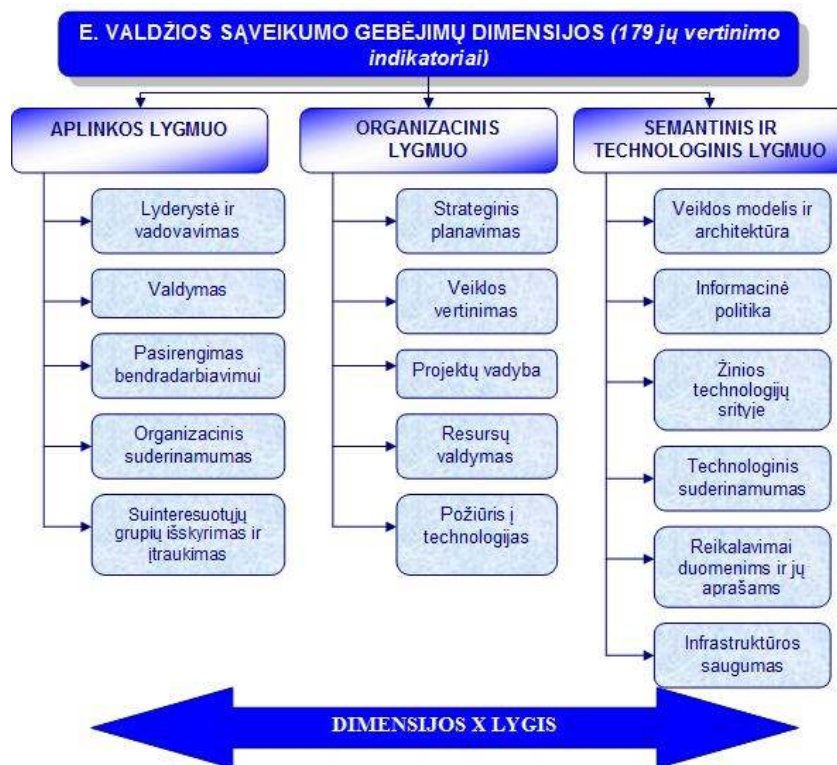 E. VALDŽIOS SĄVEIKUMO GEBĖJIMŲ DIMENSIJOS (179 jų vertinimo
indikatoriai)
APLINKOS LYGMUO
Lyderystė ir
vadovavimas
Valdymas
Pasirengimas
bendradarbiavimui
Organizacinis
suderinamumas
Suinteresuotųjų
grupių išskyrimas ir
įtraukimas
ORGANIZACINIS
LYGMUO
Strateginis
planavimas
Veiklos
vertinimas
Projektų vadyba
Resursų
valdymas
Požiūris į
technologijas
SEMANTINIS IR
TECHNOLOGINIS LYGMUO
Veiklos modelis ir
architektūra
Informacinė
politika
Žinios
technologijų
srityje
Technologinis
suderinamumas
Reikalavimai
duomenims ir jų
aprašams
Infrastruktūros
saugumas
DIMENSIJOS X LYGIS